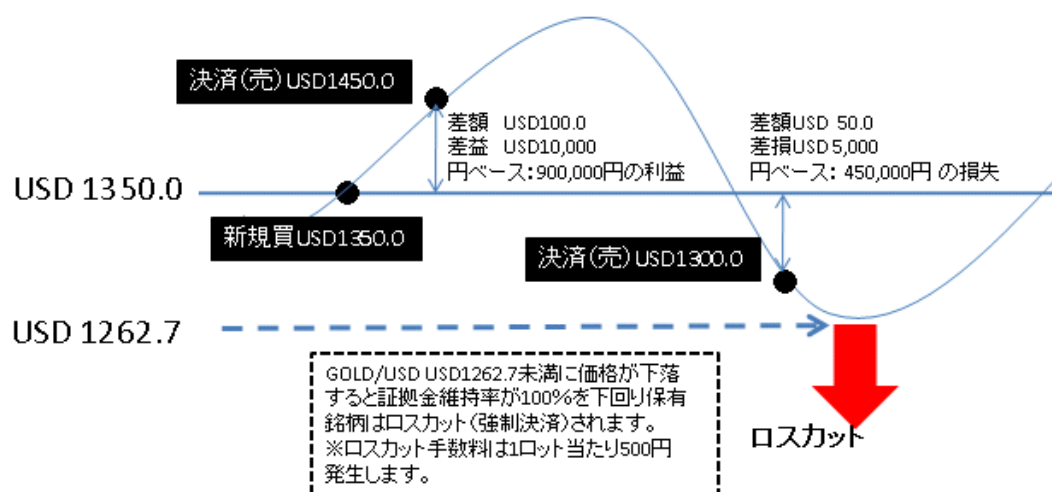 決済(売)USD1450.0
差額 USD100.0
差益 USD10,000
円ベース:900,000円の利益
差額USD 50.0
差損USD5,000
円ベース: 450,000円 の損失
USD 1350.0
新規買USD1350.0
決済(売)USD1300.0
USD 1262.7
GOLD/USD USD1262.7未満に価格が下落
すると証拠金維持率が100%を下回り保有
銘柄はロスカット(強制決済)されます。
※ロスカット手数料は1ロット当たり500円
発生します。
ロスカット